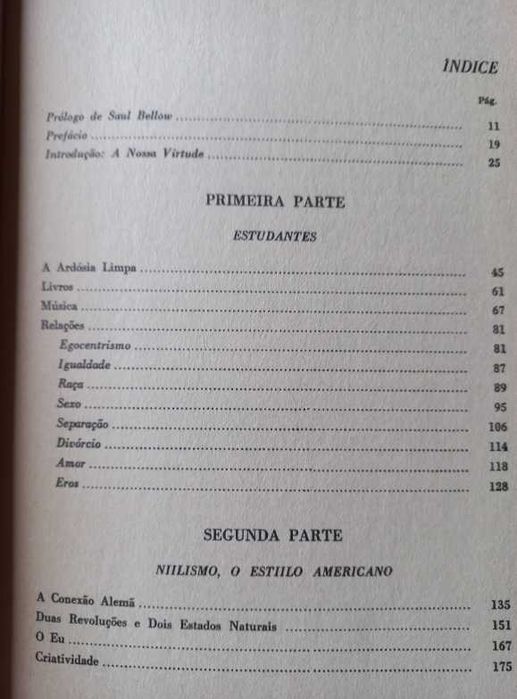 ÍNDICE
Pág.
Prólogo de Saul Bellow ........ 11
Prefácio ........ 19
Introdução: A Nossa Virtude ........ 25
PRIMEIRA PARTE
ESTUDANTES
A Ardósia Limpa ........ 45
Livros ........ 61
Música ........ 67
Relações ........ 81
Egocentrismo ........ 81
Igualdade ........ 87
Raça ........ 89
Sexo ........ 95
Separação ........ 106
Divórcio ........ 114
Amor ........ 118
Eros ........ 128
SEGUNDA PARTE
NIILISMO, O ESTIILO AMERICANO
A Conexão Alemã ........ 135
Duas Revoluções e Dois Estados Naturais ........ 151
O Eu ........ 167
Criatividade ........ 175